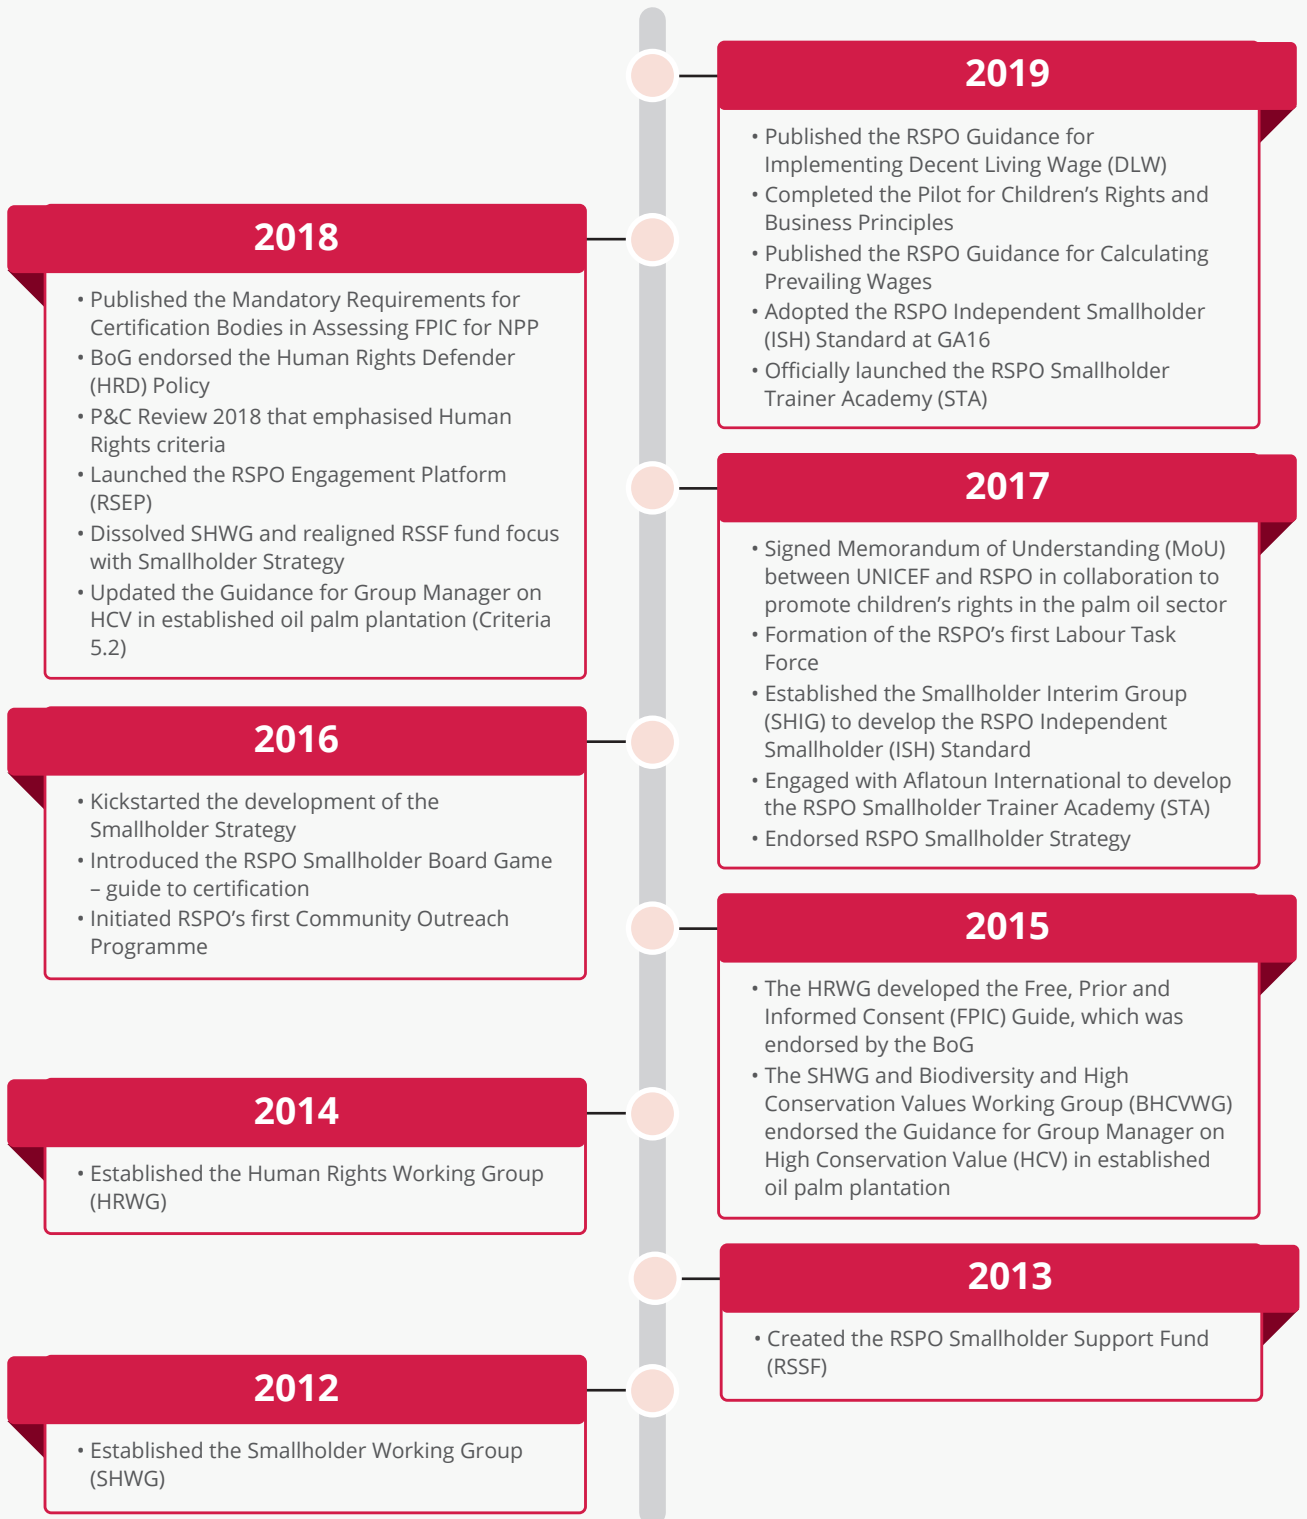 2019
• Published the RSPO Guidance for
Implementing Decent Living Wage (DLW)
• Completed the Pilot for Children’s Rights and
Business Principles
• Published the RSPO Guidance for Calculating
Prevailing Wages
• Adopted the RSPO Independent Smallholder
(ISH) Standard at GA16
• Officially launched the RSPO Smallholder
Trainer Academy (STA)
2018
• Published the Mandatory Requirements for
Certification Bodies in Assessing FPIC for NPP
• BoG endorsed the Human Rights Defender
(HRD) Policy
• P&C Review 2018 that emphasised Human
Rights criteria
• Launched the RSPO Engagement Platform
(RSEP)
• Dissolved SHWG and realigned RSSF fund focus
with Smallholder Strategy
• Updated the Guidance for Group Manager on
HCV in established oil palm plantation (Criteria
5.2)
2017
• Signed Memorandum of Understanding (MoU)
between UNICEF and RSPO in collaboration to
promote children’s rights in the palm oil sector
• Formation of the RSPO’s first Labour Task
Force
• Established the Smallholder Interim Group
(SHIG) to develop the RSPO Independent
Smallholder (ISH) Standard
• Engaged with Aflatoun International to develop
the RSPO Smallholder Trainer Academy (STA)
• Endorsed RSPO Smallholder Strategy
2016
• Kickstarted the development of the
Smallholder Strategy
• Introduced the RSPO Smallholder Board Game
– guide to certification
• Initiated RSPO’s first Community Outreach
Programme
2015
• The HRWG developed the Free, Prior and
Informed Consent (FPIC) Guide, which was
endorsed by the BoG
• The SHWG and Biodiversity and High
Conservation Values Working Group (BHCVWG)
endorsed the Guidance for Group Manager on
High Conservation Value (HCV) in established
oil palm plantation
2014
• Established the Human Rights Working Group
(HRWG)
2013
• Created the RSPO Smallholder Support Fund
(RSSF)
2012
• Established the Smallholder Working Group
(SHWG)